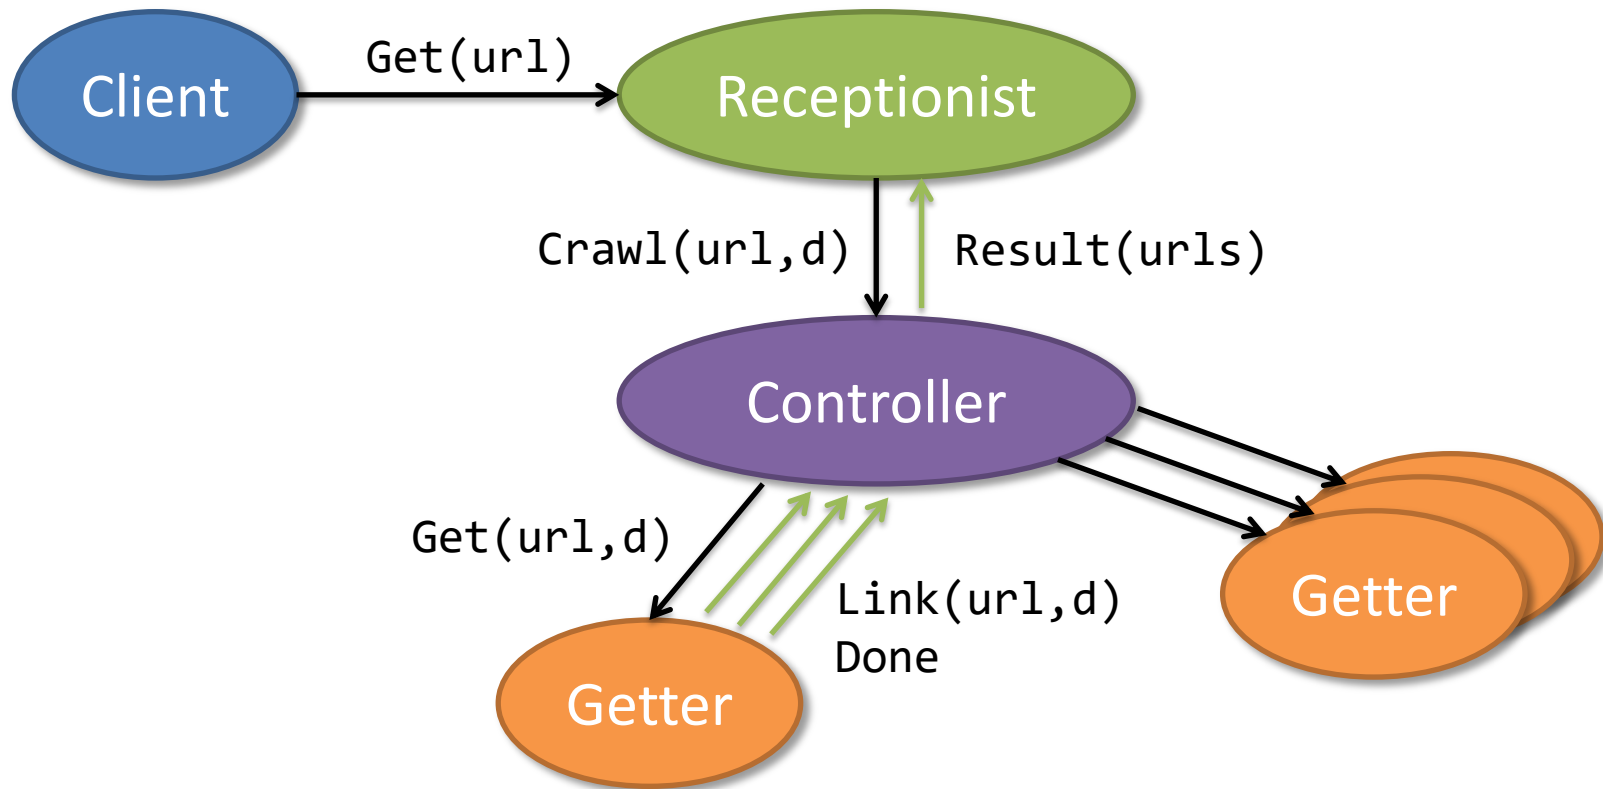 Client
Get(url)
Receptionist
Crawl(url,d)
Result(urls)
Controller
Get(url,d)
Link(url,d)
Done
Getter
Getter